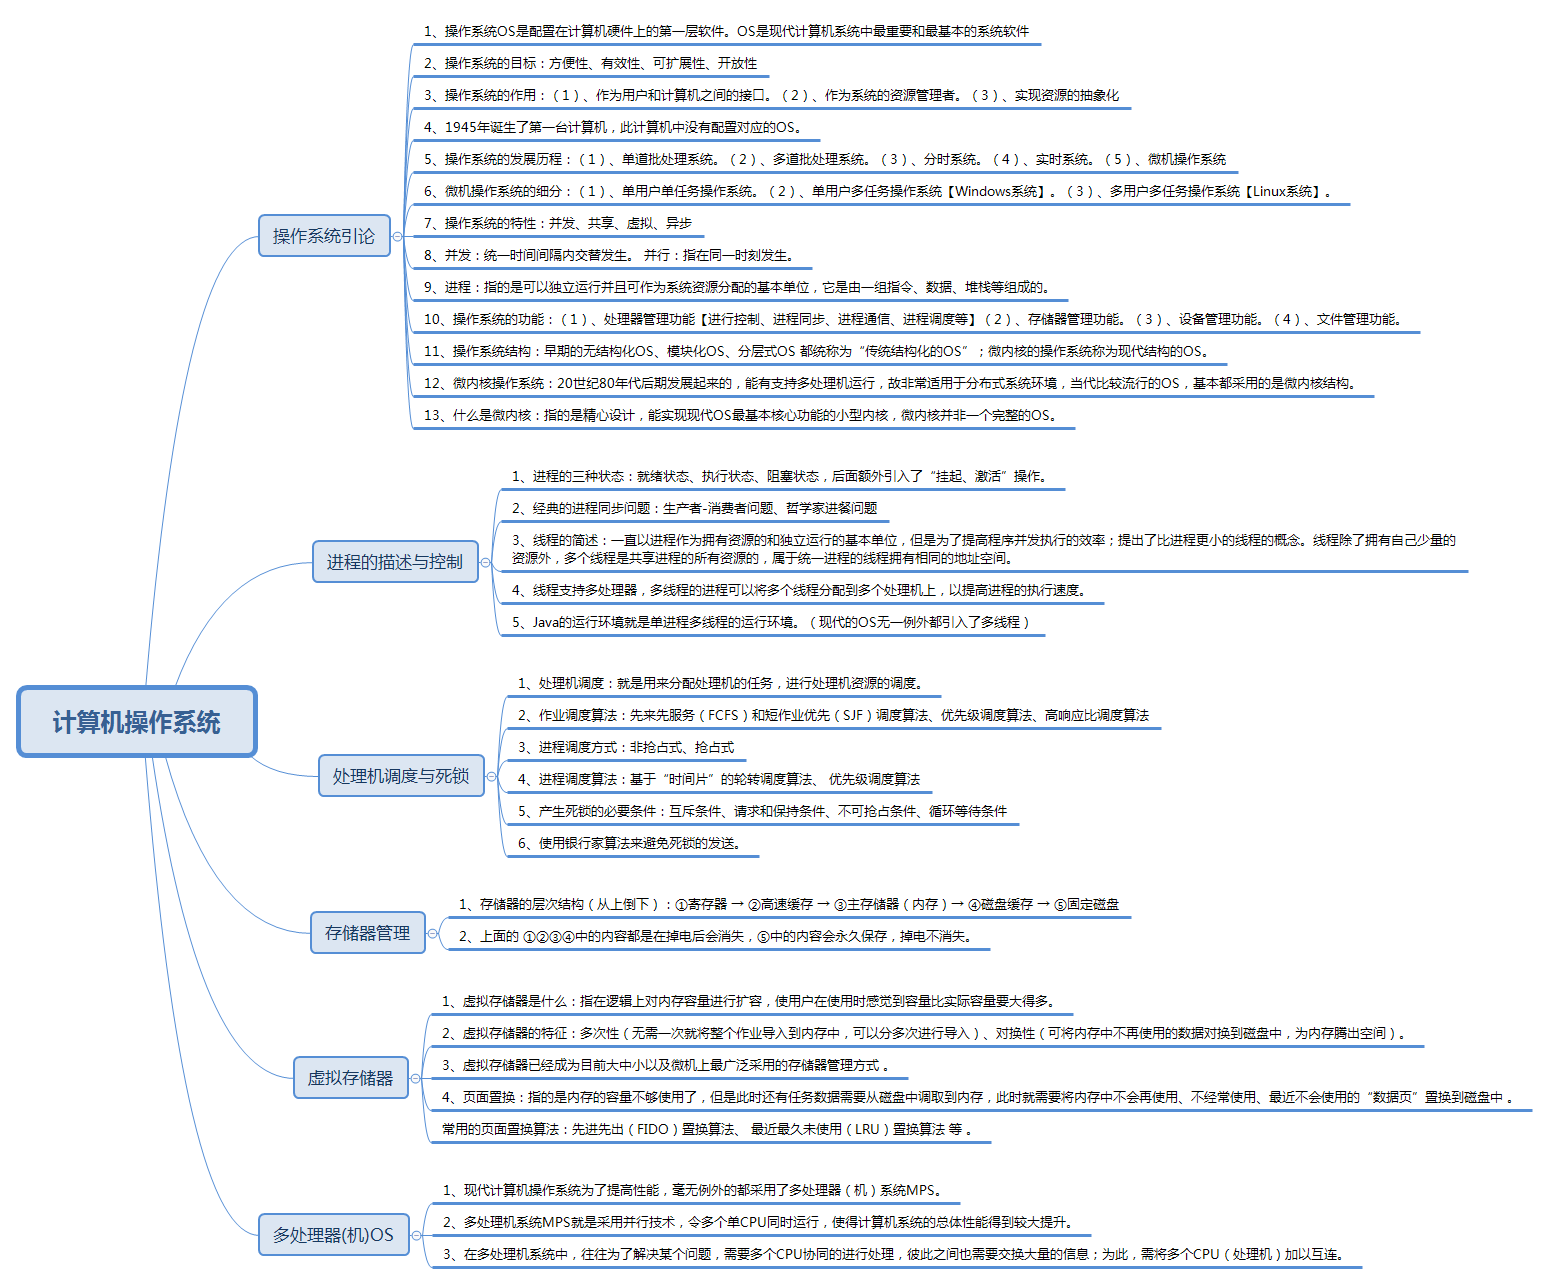 1、操作系统OS是配置在计算机硬件上的第一层软件。OS是现代计算机系统中最重要和最基本的系统软件
2、操作系统的目标：方便性、有效性、可扩展性、开放性
3、操作系统的作用：（1）、作为用户和计算机之间的接口。（2）、作为系统的资源管理者。（3）、实现资源的抽象化
4、1945年诞生了第一台计算机，此计算机中没有配置对应的OS。
5、操作系统的发展历程：（1）、单道批处理系统。（2）、多道批处理系统。（3）、分时系统。（4）、实时系统。（5）、微机操作系统
6、微机操作系统的细分：（1）、单用户单任务操作系统。（2）、单用户多任务操作系统【Windows系统】。（3）、多用户多任务操作系统【Linux系统】。
操作系统引论
7、操作系统的特性：并发、共享、虚拟、异步
8、并发：统一时间间隔内交替发生。 并行：指在同一时刻发生。
9、进程：指的是可以独立运行并且可作为系统资源分配的基本单位，它是由一组指令、数据、堆栈等组成的。
10、操作系统的功能：（1）、处理器管理功能【进行控制、进程同步、进程通信、进程调度等】（2）、存储器管理功能。（3）、设备管理功能。（4）、文件管理功能。
11、操作系统结构：早期的无结构化OS、模块化OS、分层式OS 都统称为“传统结构化的OS”；微内核的操作系统称为现代结构的OS。
12、微内核操作系统：20世纪80年代后期发展起来的，能有支持多处理机运行，故非常适用于分布式系统环境，当代比较流行的OS，基本都采用的是微内核结构。
13、什么是微内核：指的是精心设计，能实现现代OS最基本核心功能的小型内核，微内核并非一个完整的OS。
1、进程的三种状态：就绪状态、执行状态、阻塞状态，后面额外引入了“挂起、激活”操作。
2、经典的进程同步问题：生产者-消费者问题、哲学家进餐问题
进程的描述与控制
3、线程的简述：一直以进程作为拥有资源的和独立运行的基本单位，但是为了提高程序并发执行的效率；提出了比进程更小的线程的概念。线程除了拥有自己少量的
资源外，多个线程是共享进程的所有资源的，属于统一进程的线程拥有相同的地址空间。
4、线程支持多处理器，多线程的进程可以将多个线程分配到多个处理机上，以提高进程的执行速度。
5、Java的运行环境就是单进程多线程的运行环境。（现代的OS无一例外都引入了多线程）
计算机操作系统
1、处理机调度：就是用来分配处理机的任务，进行处理机资源的调度。
2、作业调度算法：先来先服务（FCFS）和短作业优先（SJF）调度算法、优先级调度算法、高响应比调度算法
3、进程调度方式：非抢占式、抢占式
处理机调度与死锁
4、进程调度算法：基于“时间片”的轮转调度算法、 优先级调度算法
5、产生死锁的必要条件：互斥条件、请求和保持条件、不可抢占条件、循环等待条件
6、使用银行家算法来避免死锁的发送。
存储器管理
1、存储器的层次结构（从上倒下）：①寄存器 → ②高速缓存 → ③主存储器（内存）→ ④磁盘缓存 → ⑤固定磁盘
2、上面的 ①②③④中的内容都是在掉电后会消失，⑤中的内容会永久保存，掉电不消失。
1、虚拟存储器是什么：指在逻辑上对内存容量进行扩容，使用户在使用时感觉到容量比实际容量要大得多。
2、虚拟存储器的特征：多次性（无需一次就将整个作业导入到内存中，可以分多次进行导入）、对换性（可将内存中不再使用的数据对换到磁盘中，为内存腾出空间）。
3、虚拟存储器已经成为目前大中小以及微机上最广泛采用的存储器管理方式 。
虚拟存储器
4、页面置换：指的是内存的容量不够使用了，但是此时还有任务数据需要从磁盘中调取到内存，此时就需要将内存中不会再使用、不经常使用、最近不会使用的“数据页”置换到磁盘中 。
常用的页面置换算法：先进先出（FIDO）置换算法、 最近最久未使用（LRU）置换算法 等 。
1、现代计算机操作系统为了提高性能，毫无例外的都采用了多处理器（机）系统MPS。
多处理器(机)OS
2、多处理机系统MPS就是采用并行技术，令多个单CPU同时运行，使得计算机系统的总体性能得到较大提升。
3、在多处理机系统中，往往为了解决某个问题，需要多个CPU协同的进行处理，彼此之间也需要交换大量的信息；为此，需将多个CPU（处理机）加以互连。